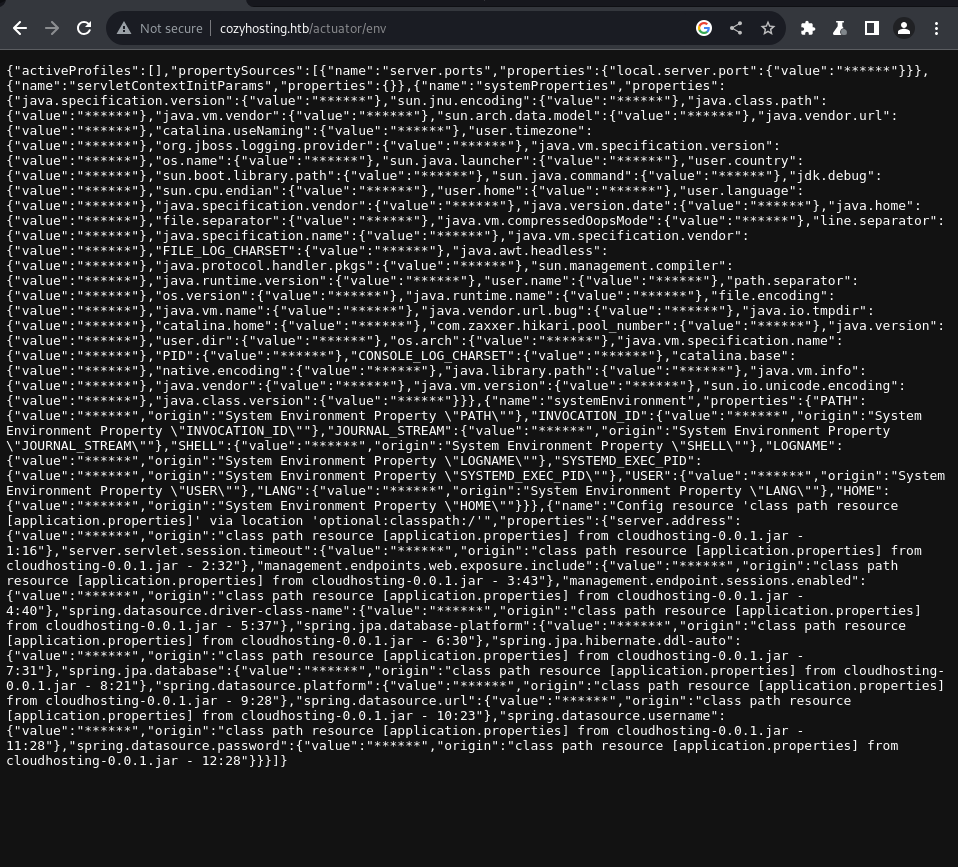 Not secure
cozyhosting.htb/actuator/env
{"activeProfiles":[],"propertySources":[{"name":"server.ports","properties":{"local.server.port":{"value":"******"}}},
{"name":"servletContextInitParams","properties":{}},{"name":"systemProperties","properties":
{"java.specification.version":{"value":"******"},"sun.jnu.encoding":{"value":"******"},"java.class.path":
{"value":"******"},"java.vm.vendor":{"value":"******"},"sun.arch.data.model":{"value":"******"},"java.vendor.url":
{"value":"******"},"catalina.useNaming":{"value":"******"},"user.timezone":
{"value":"******"},"org.jboss.logging.provider":{"value":"******"},"java.vm.specification.version":
{"value":"******"},"os.name":{"value":"******"},"sun.java.launcher":{"value":"******"},"user.country":
{"value":"******"},"sun.boot.library.path":{"value":"******"},"sun.java.command":{"value":"******"},"jdk.debug":
{"value":"******"},"sun.cpu.endian":{"value":"******"},"user.home":{"value":"******"},"user.language":
{"value":"******"},"java.specification.vendor":{"value":"******"},"java.version.date":{"value":"******"},"java.home":
{"value":"******"},"file.separator":{"value":"******"},"java.vm.compressedOopsMode":{"value":"******"},"line.separator":
{"value":"******"},"java.specification.name":{"value":"******"},"java.vm.specification.vendor":
{"value":"******"},"FILE_LOG_CHARSET":{"value":"******"},"java.awt.headless":
{"value":"******"},"java.protocol.handler.pkgs":{"value":"******"},"sun.management.compiler":
{"value":"******"},"java.runtime.version":{"value":"******"},"user.name":{"value":"******"},"path.separator":
{"value":"******"},"os.version":{"value":"******"},"java.runtime.name":{"value":"******"},"file.encoding":
{"value":"******"},"java.vm.name":{"value":"******"},"java.vendor.url.bug":{"value":"******"},"java.io.tmpdir":
{"value":"******"},"catalina.home":{"value":"******"},"com.zaxxer.hikari.pool_number":{"value":"******"},"java.version":
{"value":"******"},"user.dir":{"value":"******"},"os.arch":{"value":"******"},"java.vm.specification.name":
{"value":"******"},"PID":{"value":"******"},"CONSOLE_LOG_CHARSET":{"value":"******"},"catalina.base":
{"value":"******"},"native.encoding":{"value":"******"},"java.library.path":{"value":"******"},"java.vm.info":
{"value":"******"},"java.vendor":{"value":"******"},"java.vm.version":{"value":"******"},"sun.io.unicode.encoding":
{"value":"******"},"java.class.version":{"value":"******"}}},{"name":"systemEnvironment","properties":{"PATH":
{"value":"******","origin":"System Environment Property \"PATH\""},"INVOCATION_ID":{"value":"******","origin":"System
Environment Property \"INVOCATION_ID\""},"JOURNAL_STREAM":{"value":"******","origin":"System Environment Property
\"JOURNAL_STREAM\""},"SHELL":{"value":"******","origin":"System Environment Property \"SHELL\""},"LOGNAME":
{"value":"******","origin":"System Environment Property \"LOGNAME\""},"SYSTEMD_EXEC_PID":
{"value":"******","origin":"System Environment Property \"SYSTEMD_EXEC_PID\""},"USER":{"value":"******","origin":"System
Environment Property \"USER\""},"LANG":{"value":"******","origin":"System Environment Property \"LANG\""},"HOME":
{"value":"******","origin":"System Environment Property \"HOME\""}}},{"name":"Config resource 'class path resource
[application.properties]' via location 'optional:classpath:/'","properties":{"server.address":
{"value":"******","origin":"class path resource [application.properties] from cloudhosting-0.0.1.jar -
1:16"},"server.servlet.session.timeout":{"value":"******","origin":"class path resource [application.properties] from
cloudhosting-0.0.1.jar - 2:32"},"management.endpoints.web.exposure.include":{"value":"******","origin":"class path
resource [application.properties] from cloudhosting-0.0.1.jar - 3:43"},"management.endpoint.sessions.enabled":
{"value":"******","origin":"class path resource [application.properties] from cloudhosting-0.0.1.jar -
4:40"},"spring.datasource.driver-class-name":{"value":"******","origin":"class path resource [application.properties]
from cloudhosting-0.0.1.jar - 5:37"},"spring.jpa.database-platform":{"value":"******","origin":"class path resource
[application.properties] from cloudhosting-0.0.1.jar - 6:30"},"spring.jpa.hibernate.ddl-auto":
{"value":"******","origin":"class path resource [application.properties] from cloudhosting-0.0.1.jar -
7:31"},"spring.jpa.database":{"value":"******","origin":"class path resource [application.properties] from cloudhosting-
0.0.1.jar - 8:21"},"spring.datasource.platform":{"value":"******","origin":"class path resource [application.properties]
from cloudhosting-0.0.1.jar - 9:28"},"spring.datasource.url":{"value":"******","origin":"class path resource
[application.properties] from cloudhosting-0.0.1.jar - 10:23"},"spring.datasource.username":
{"value":"******","origin":"class path resource [application.properties] from cloudhosting-0.0.1.jar -
11:28"},"spring.datasource.password":{"value":"******","origin":"class path resource [application.properties] from
cloudhosting-0.0.1.jar - 12:28"}}}]}